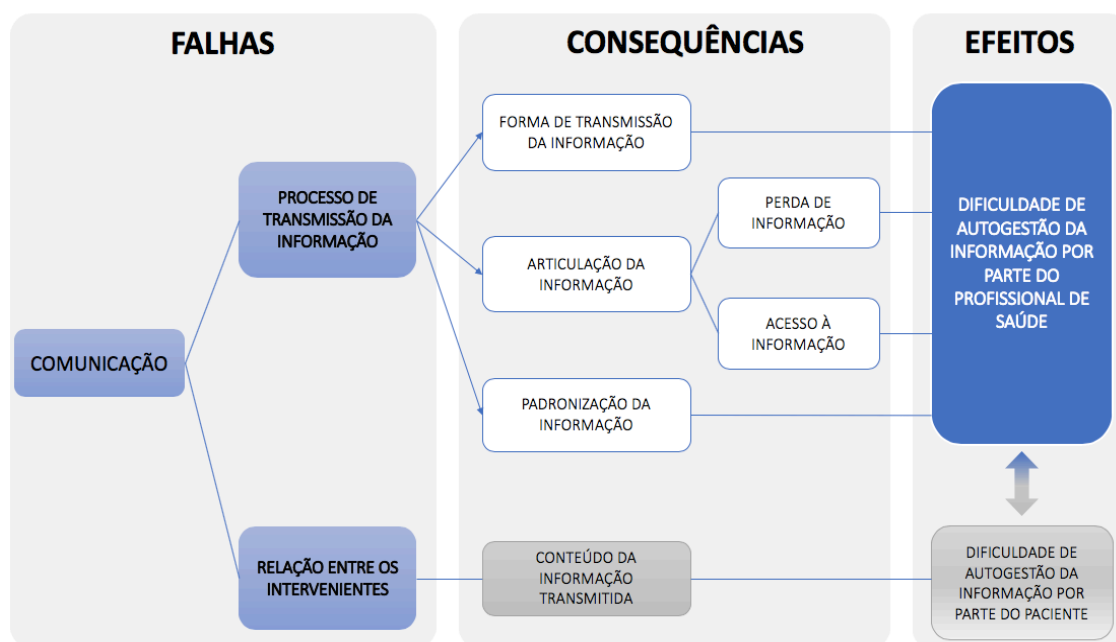 FALHAS
CONSEQUÊNCIAS
EFEITOS
COMUNICAÇÃO
PROCESSO DE
TRANSMISSÃO DA
INFORMAÇÃO
RELAÇÃO ENTRE OS
INTERVENIENTES
FORMA DE TRANSMISSÃO
DA INFORMAÇÃO
ARTICULAÇÃO DA
INFORMAÇÃO
PERDA DE
INFORMAÇÃO
ACESSO À
INFORMAÇÃO
PADRONIZAÇÃO DA
INFORMAÇÃO
CONTEÚDO DA
INFORMAÇÃO
TRANSMITIDA
DIFICULDADE DE
AUTOGESTÃO DA
INFORMAÇÃO POR
PARTE DO
PROFISSIONAL DE
SAÚDE
DIFICULDADE DE
AUTOGESTÃO DA
INFORMAÇÃO POR
PARTE DO PACIENTE